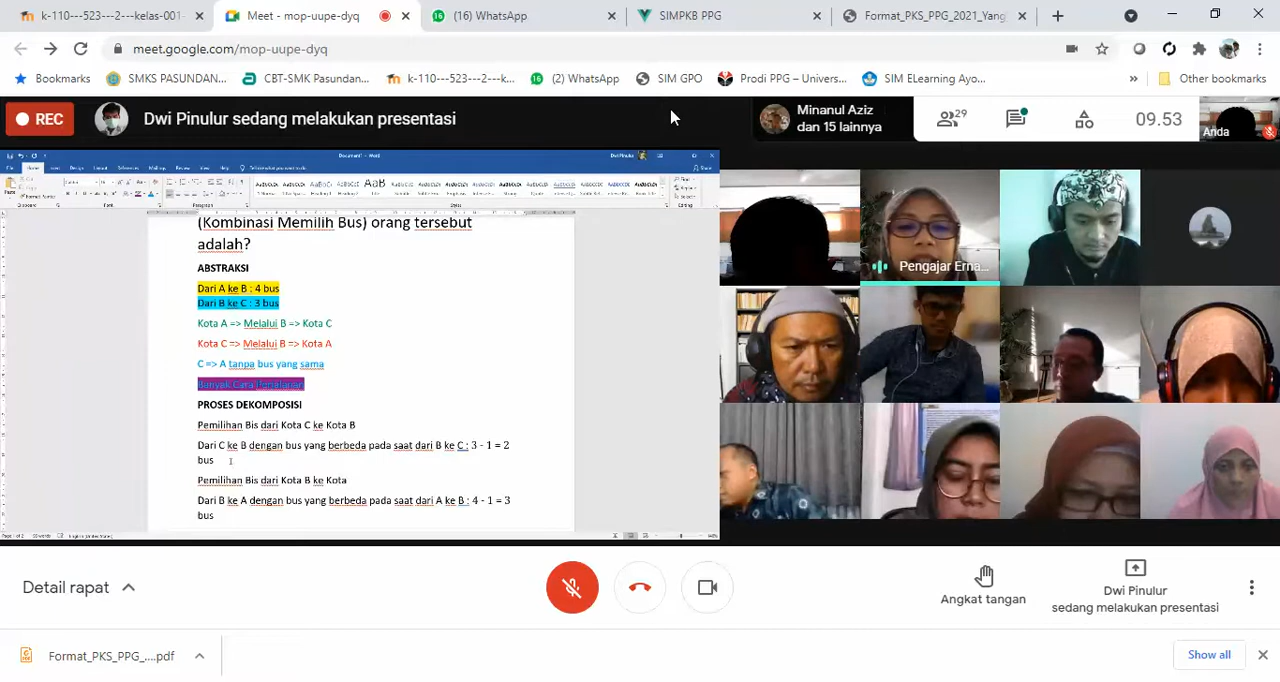 k-110---523---2---kelas-001-
Meet - mop-uupe-dyq
(16) WhatsApp
SIMPKB PPG
Format_PKS_PPG_2021_Yang
meet.google.com/mop-uupe-dyq
Bookmarks
SMKS PASUNDAN...
CBT-SMK Pasundan...
k-110---523---2---k...
(2) WhatsApp
SIM GPO
Prodi PPG – Univers...
SIM ELearning Ayo...
Other bookmarks
REC
Dwi Pinulur sedang melakukan presentasi
Minanul Aziz
dan 15 lainnya
29
09.53
Anda
(Kombinasi Memilih Bus) orang tersebut
adalah?
ABSTRAKSI
Dari A ke B : 4 bus
Dari B ke C : 3 bus
Kota A => Melalui B => Kota C
Kota C => Melalui B => Kota A
C => A tanpa bus yang sama
Banyak Cara Perjalanan
PROSES DEKOMPOSISI
Pemilihan Bis dari Kota C ke Kota B
Dari C ke B dengan bus yang berbeda pada saat dari B ke C : 3 - 1 = 2
bus
Pemilihan Bis dari Kota B ke Kota
Dari B ke A dengan bus yang berbeda pada saat dari A ke B : 4 - 1 = 3
bus
Pengajar Erna...
Detail rapat
Angkat tangan
Dwi Pinulur
sedang melakukan presentasi
Format_PKS_PPG_....pdf
Show all